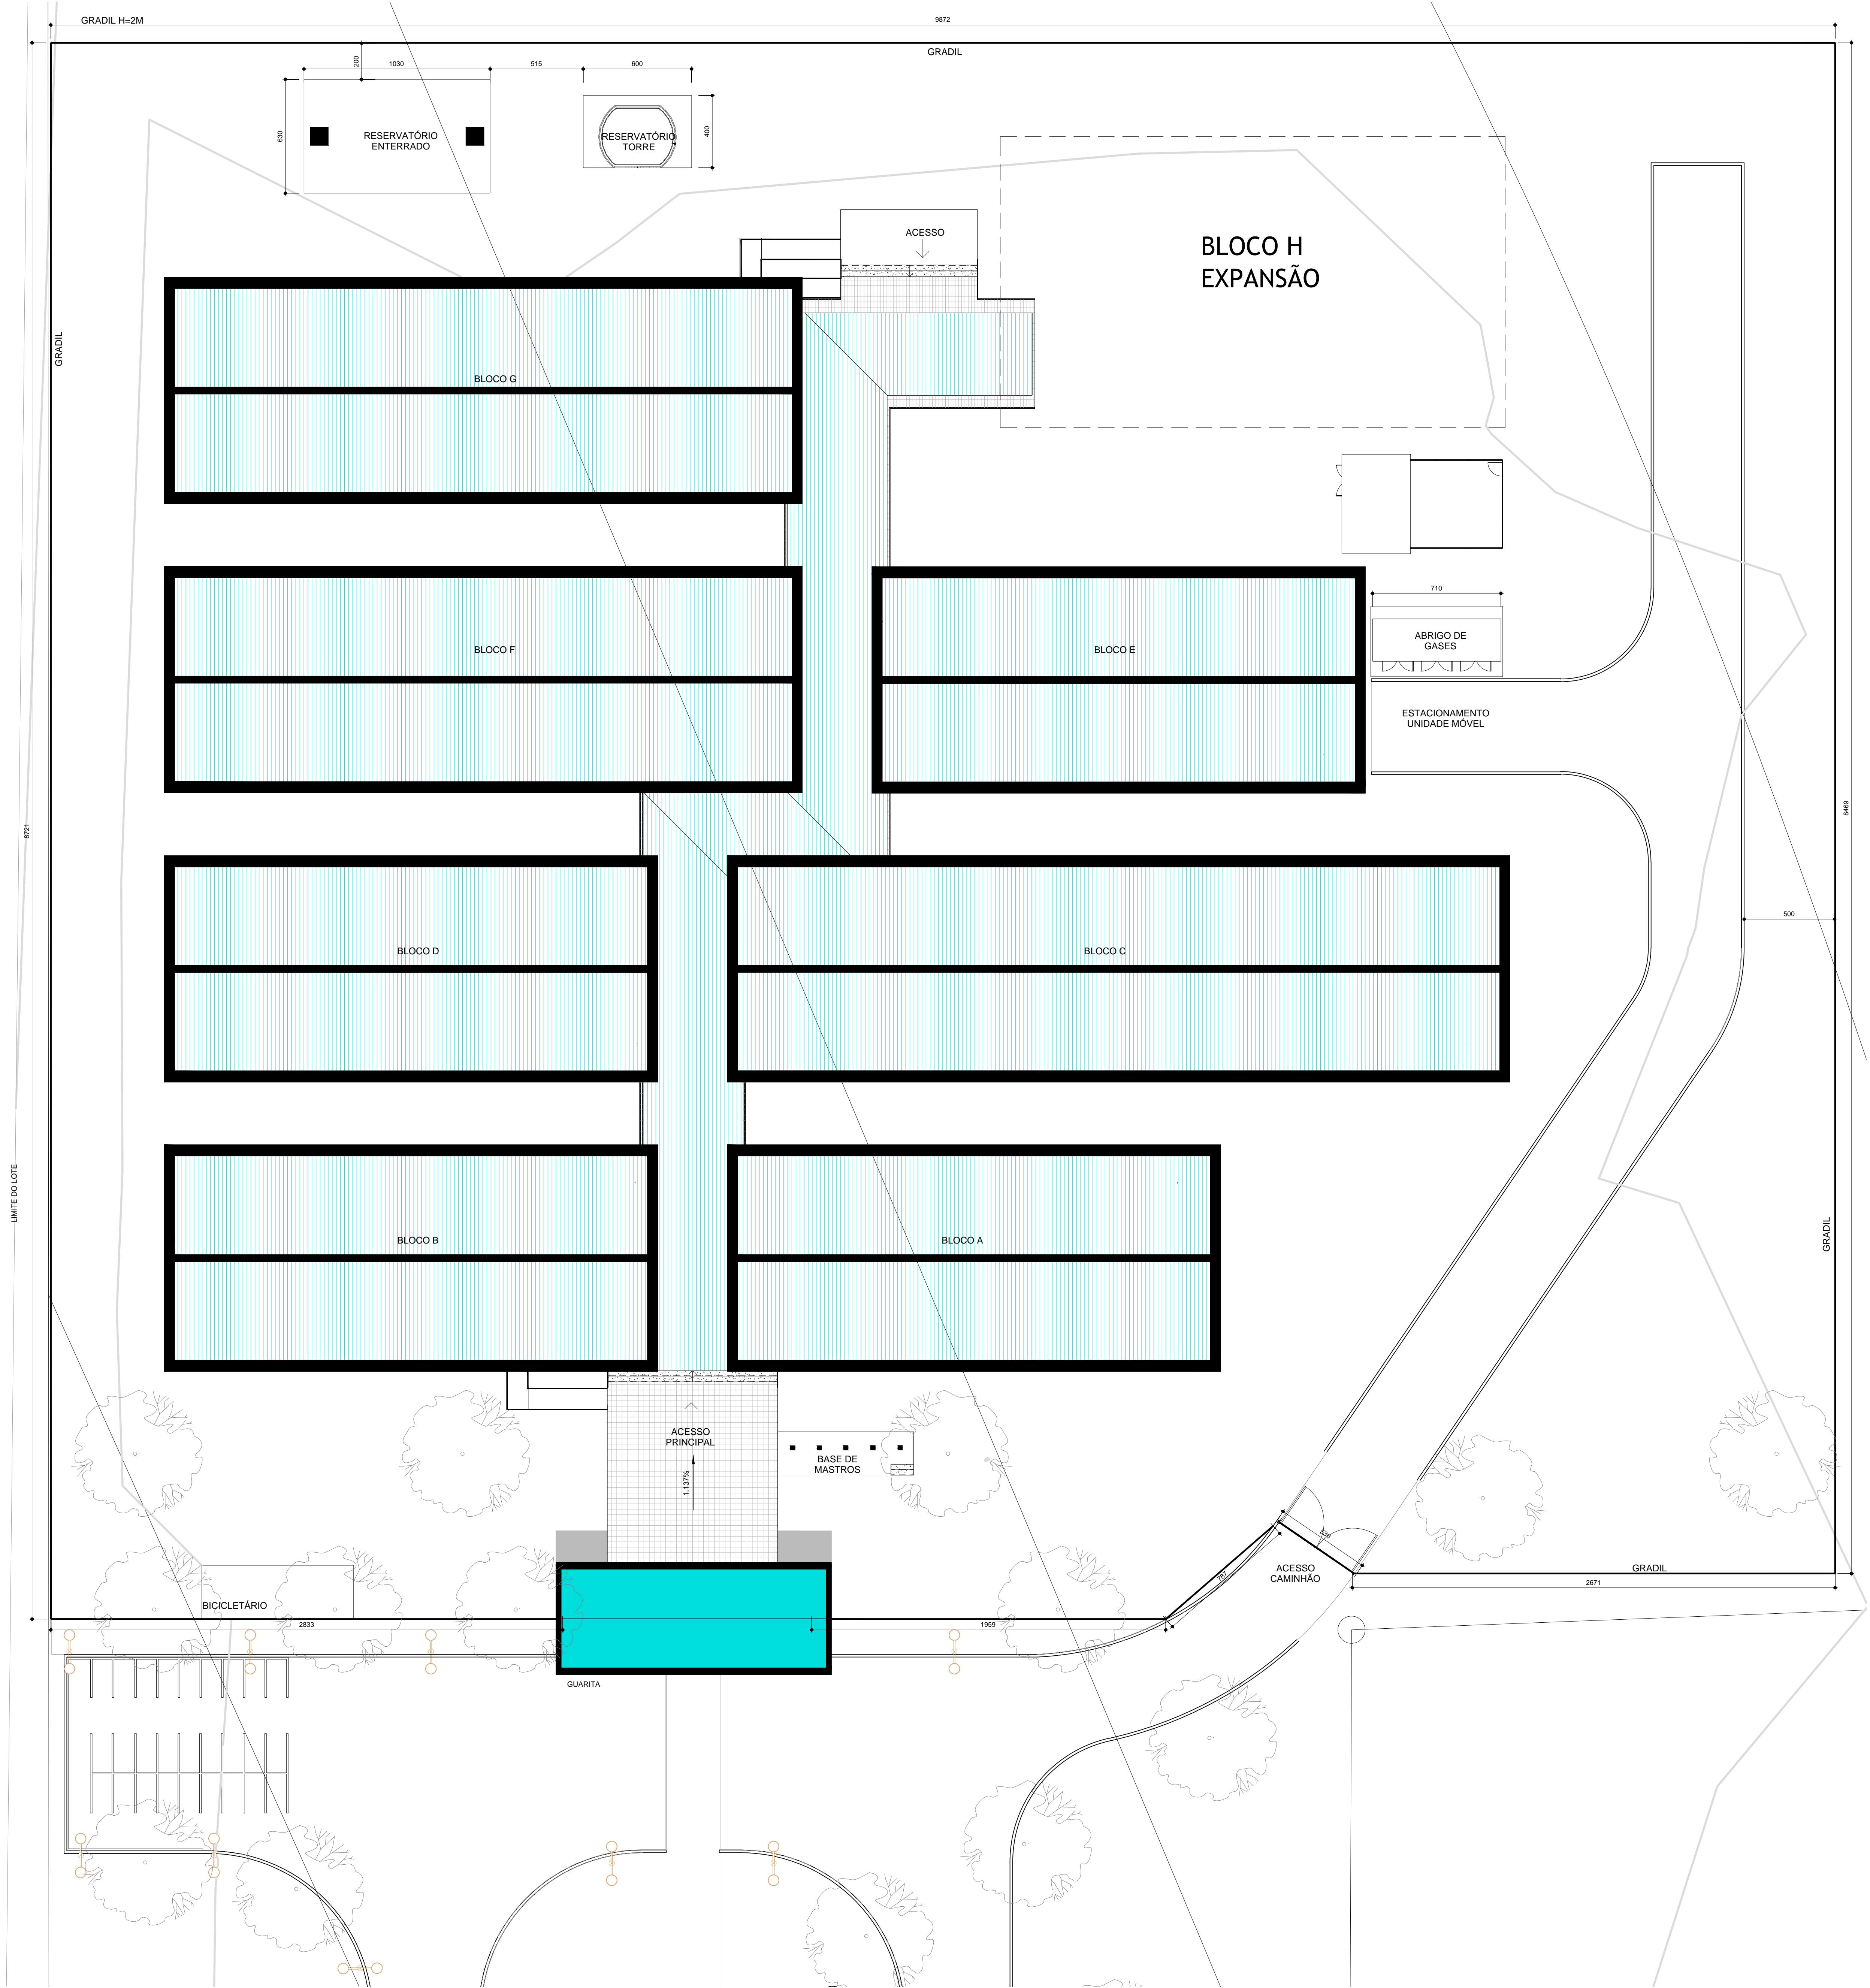 GRADIL H=2M
9872
GRADIL
200
1030
515
600
630
400
RESERVATÓRIO
ENTERRADO
RESERVATÓRIO
TORRE
ACESSO
BLOCO H
EXPANSÃO
GRADIL
BLOCO G
710
ABRIGO DE
GASES
BLOCO F
BLOCO E
ESTACIONAMENTO
UNIDADE MÓVEL
8721
8469
500
BLOCO D
BLOCO C
LIMITE DO LOTE
GRADIL
BLOCO B
BLOCO A
ACESSO
PRINCIPAL
BASE DE
MASTROS
1.137%
530
ACESSO
CAMINHÃO
GRADIL
787
2671
BICICLETÁRIO
2833
1959
GUARITA